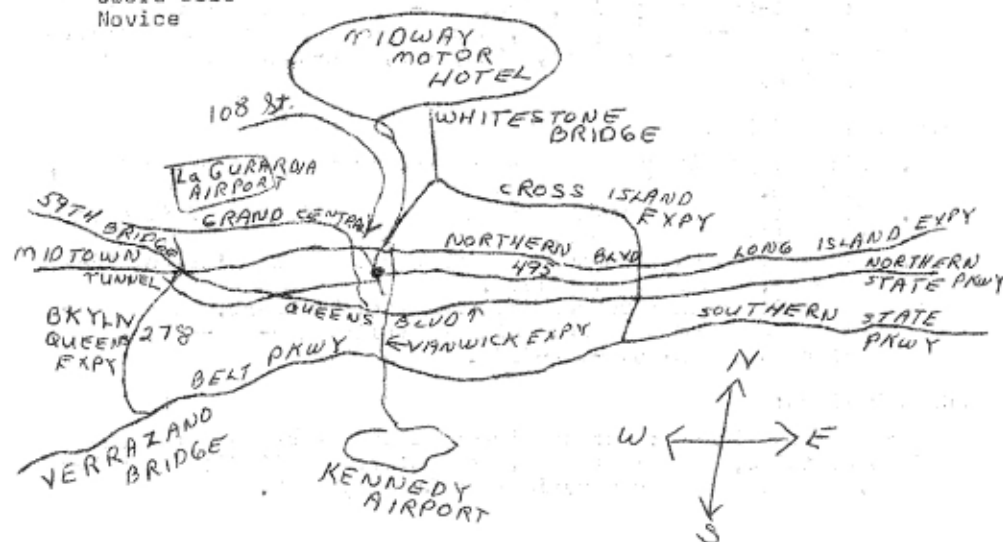 Novice
MIDWAY
MOTOR
HOTEL
108 St.
WHITESTONE
BRIDGE
La GURARDIA
AIRPORT
CROSS ISLAND
EXPY
59TH
BRIDGE
GRAND CENTRAL
NORTHERN BLVD
LONG ISLAND EXPY
MIDTOWN
TUNNEL
495
NORTHERN
STATE PKWY
QUEENS BLVD
BKYLN
QUEENS 278
EXPY
VANWICK EXPY
SOUTHERN STATE
PKWY
BELT PKWY
N
W E
S
VERRAZANO
BRIDGE
KENNEDY
AIRPORT